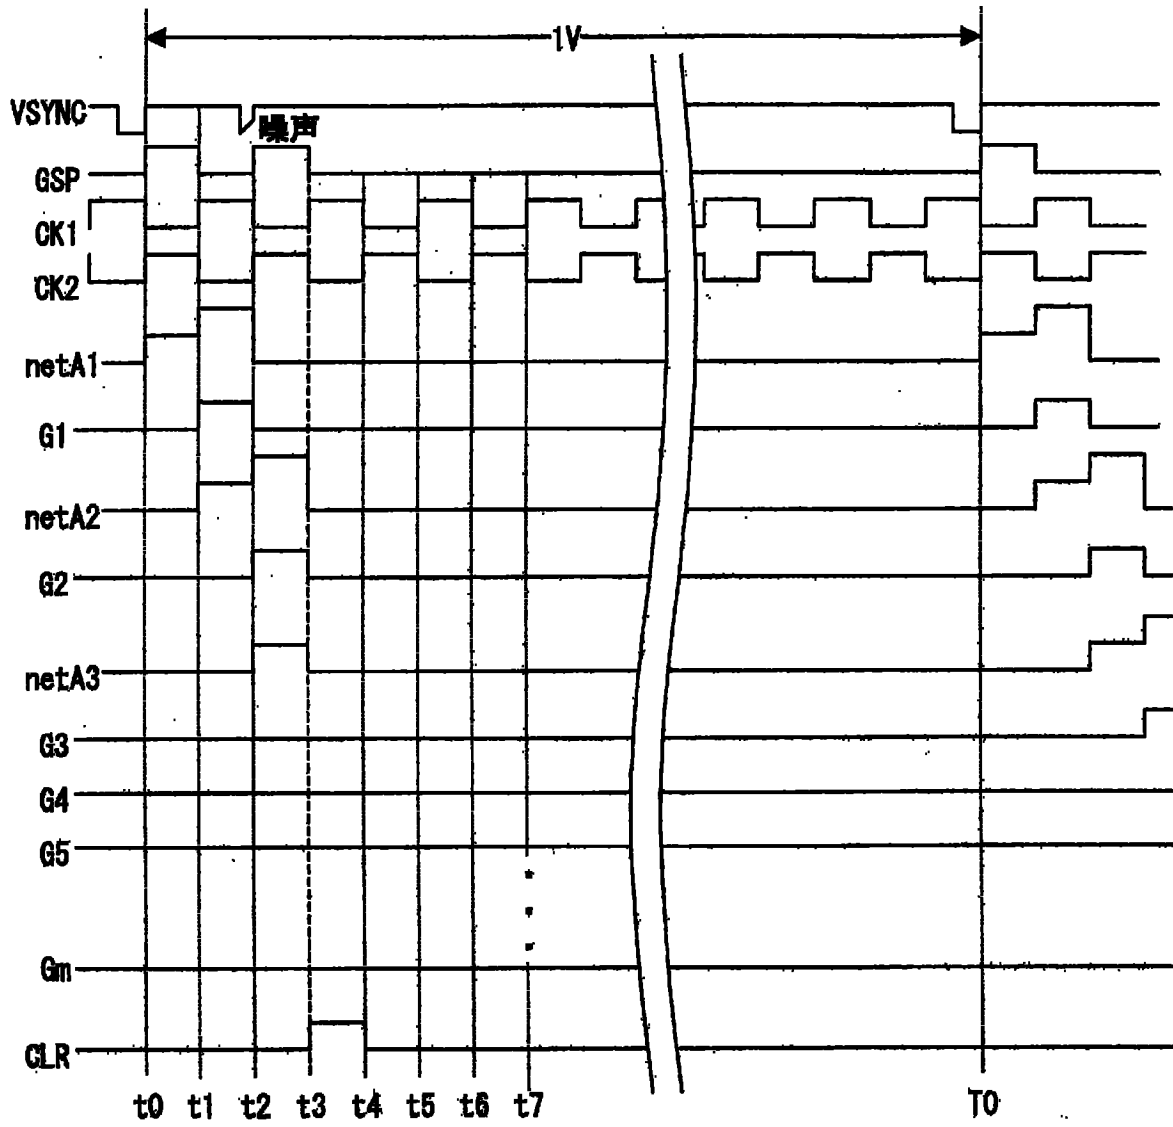 1V
VSYNC
噪声
GSP
CK1
CK2
netA1
G1
netA2
G2
netA3
G3
G4
G5
Gm
CLR
t0 t1 t2 t3 t4 t5 t6 t7 T0